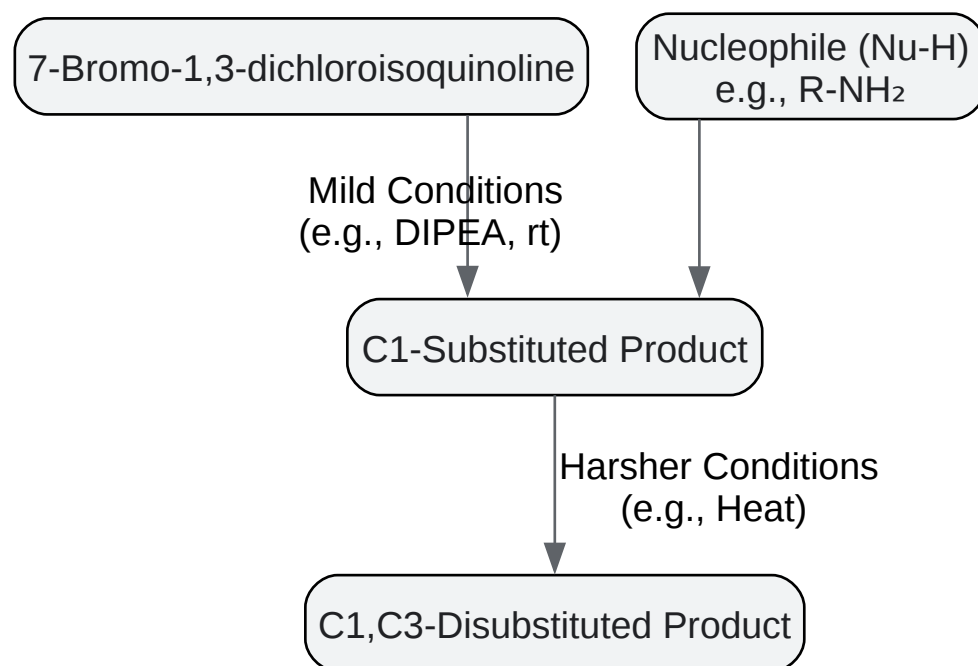 7-Bromo-1,3-dichloroisoquinoline
Nucleophile (Nu-H)
e.g., R-NH₂
Mild Conditions
(e.g., DIPEA, rt)
C1-Substituted Product
Harsher Conditions
(e.g., Heat)
C1,C3-Disubstituted Product